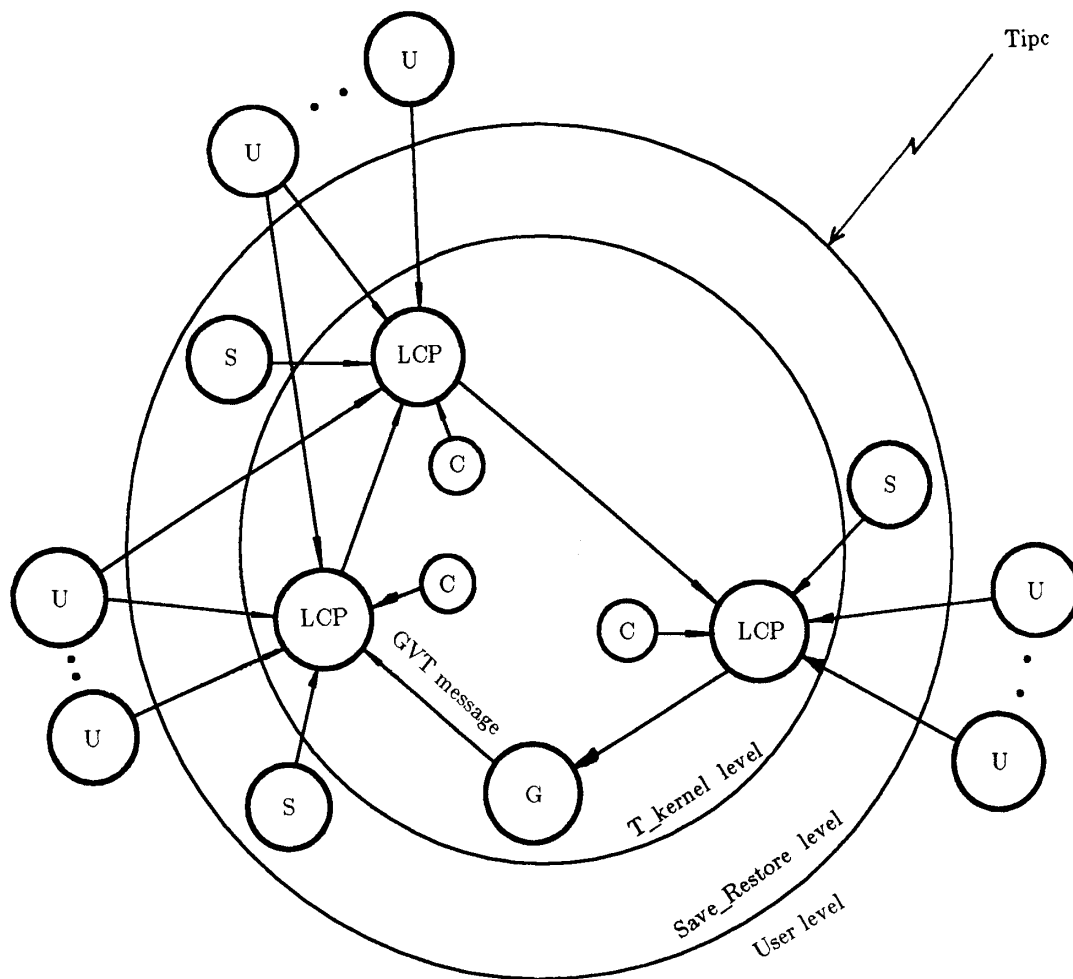 U
Tipc
U
S
LCP
C
S
C
U
U
LCP
C
LCP
GVT message
U
U
G
S
T_kernel level
Save_Restore level
User level